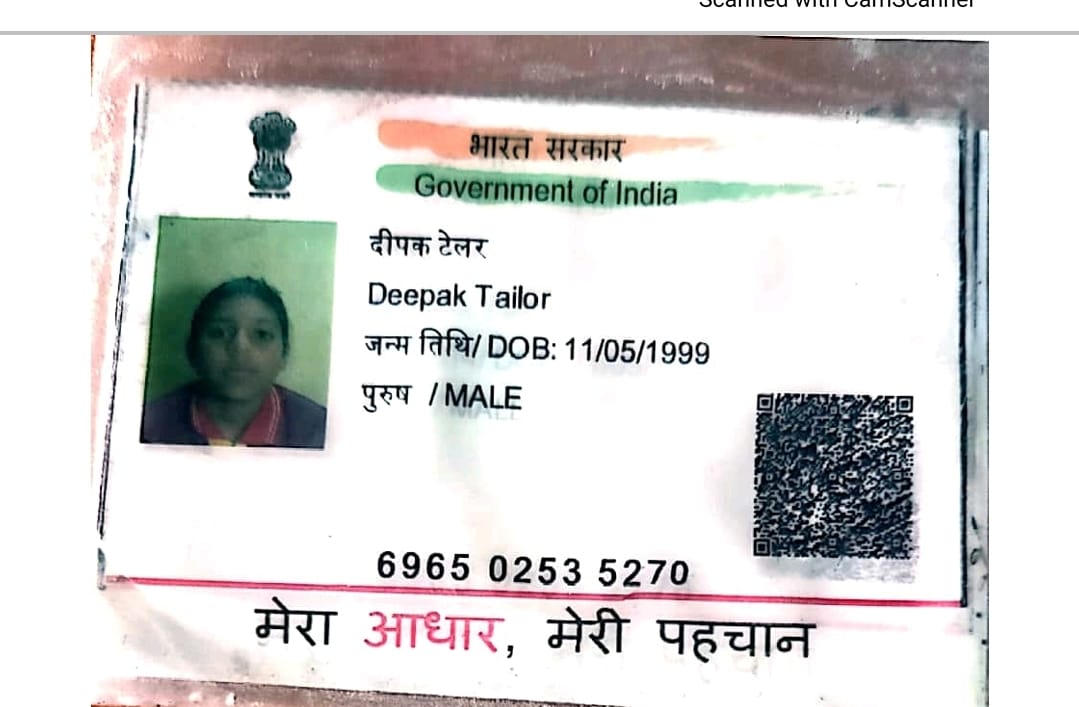 Scanned with CamScanner
भारत सरकार
Government of India
दीपक टेलर
Deepak Tailor
जन्म तिथि/ DOB: 11/05/1999
पुरुष / MALE
6965 0253 5270
मेरा आधार, मेरी पहचान